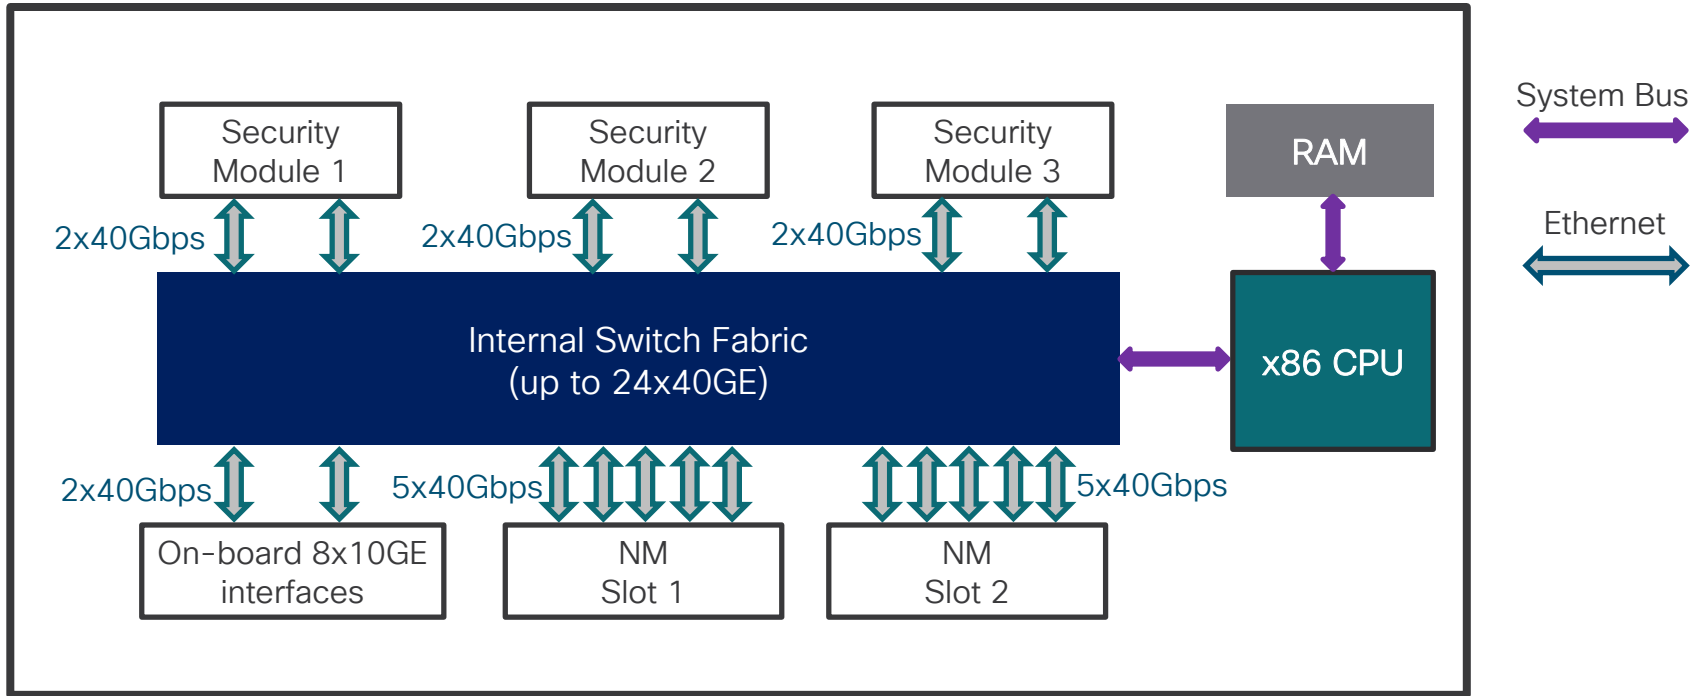 System Bus
Security
Module 1
Security
Module 2
Security
Module 3
RAM
Ethernet
2x40Gbps
2x40Gbps
2x40Gbps
Internal Switch Fabric
(up to 24x40GE)
x86 CPU
2x40Gbps
5x40Gbps
5x40Gbps
On-board 8x10GE
interfaces
NM
Slot 1
NM
Slot 2